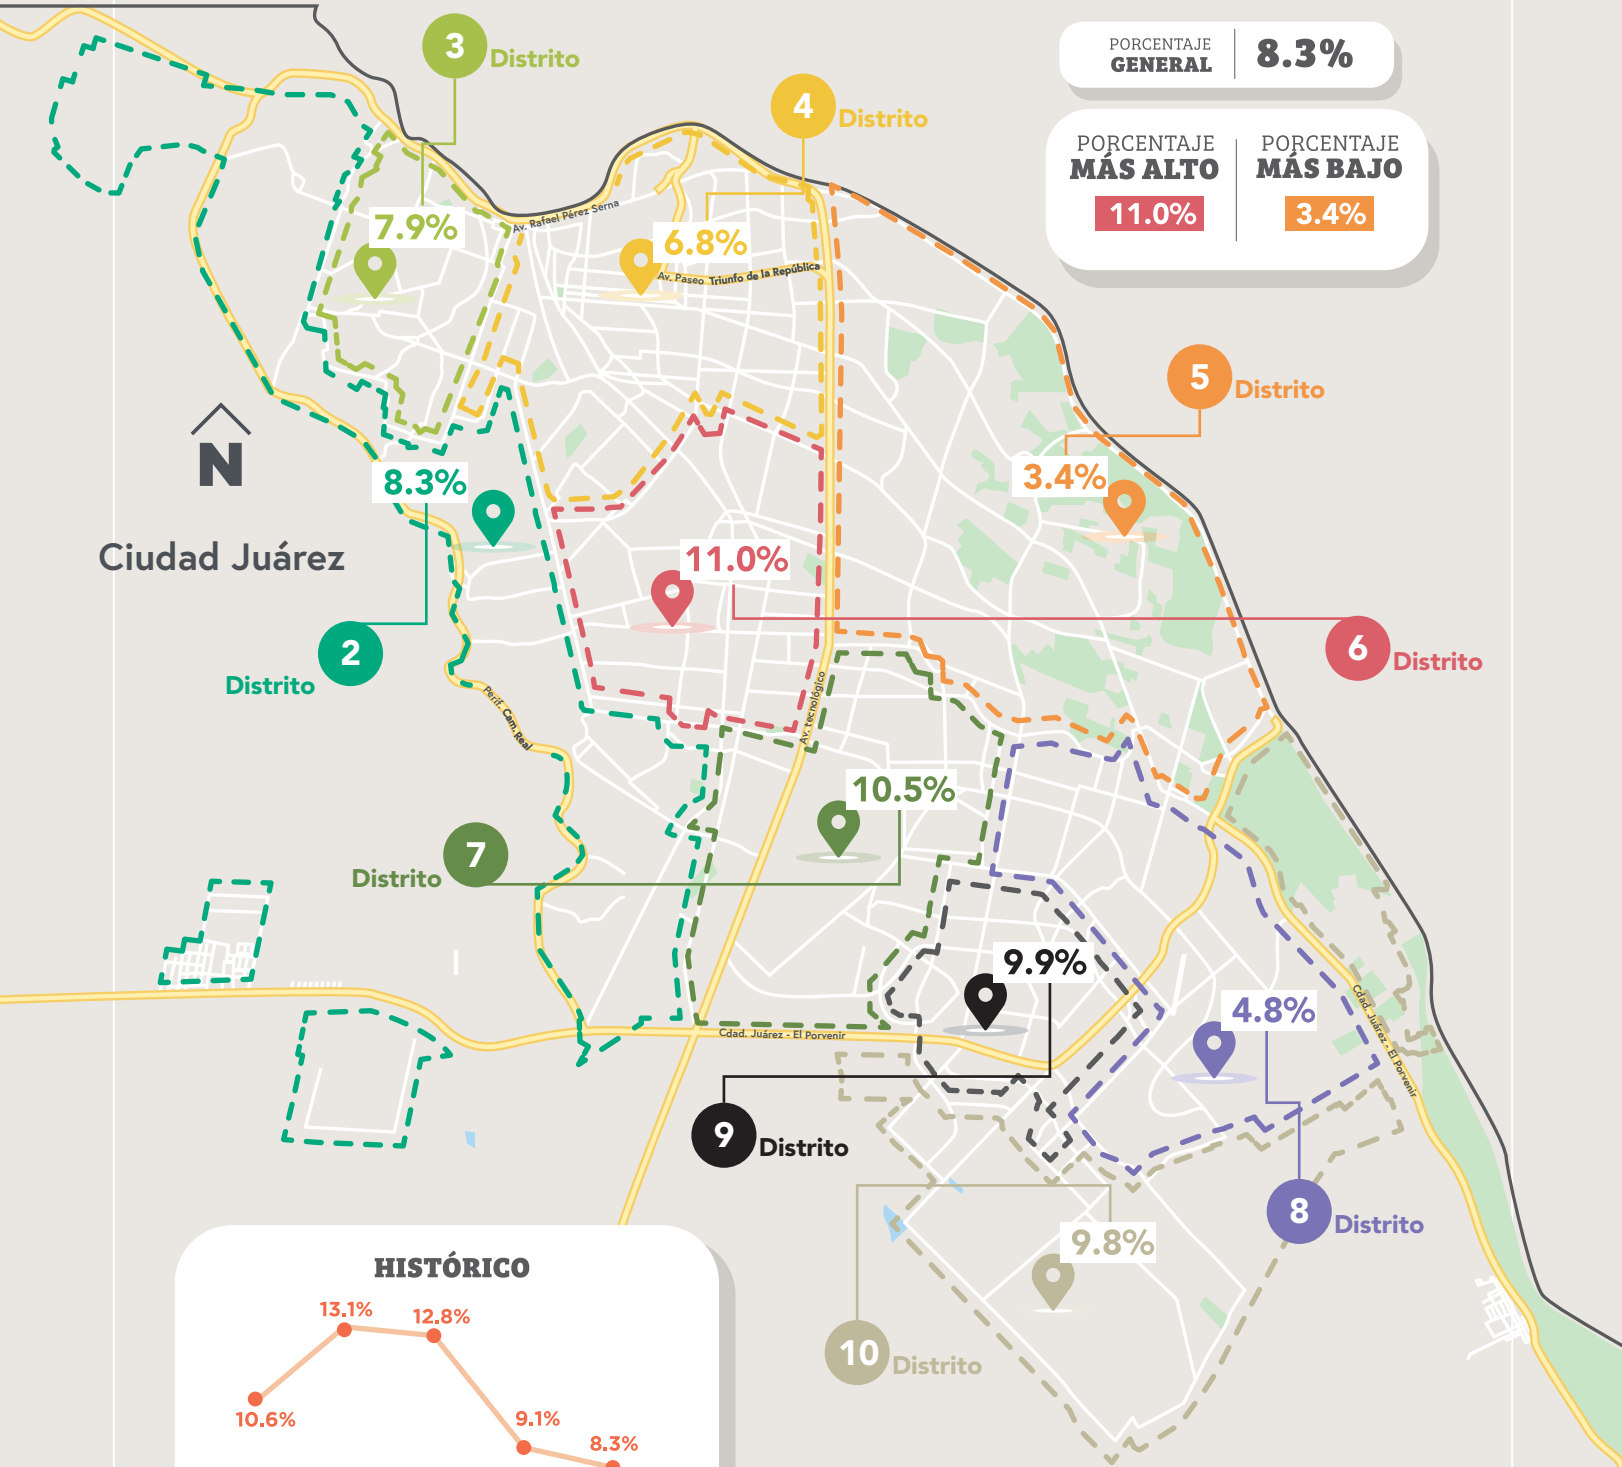 3 Distrito
4 Distrito
PORCENTAJE
GENERAL
8.3%
PORCENTAJE
MÁS ALTO
11.0%
PORCENTAJE
MÁS BAJO
3.4%
7.9%
Av. Rafael Pérez Serna
6.8%
Av. Paseo Triunfo de la República
5 Distrito
3.4%
N
Ciudad Juárez
8.3%
11.0%
2
Distrito
6 Distrito
Perif. Cam. Real
Av. tecnológico
10.5%
7
Distrito
9.9%
4.8%
Cdad. Juárez - El Porvenir
Cdad. Juárez - El Porvenir
9 Distrito
8 Distrito
9.8%
10 Distrito
HISTÓRICO
13.1%
12.8%
10.6%
9.1%
8.3%